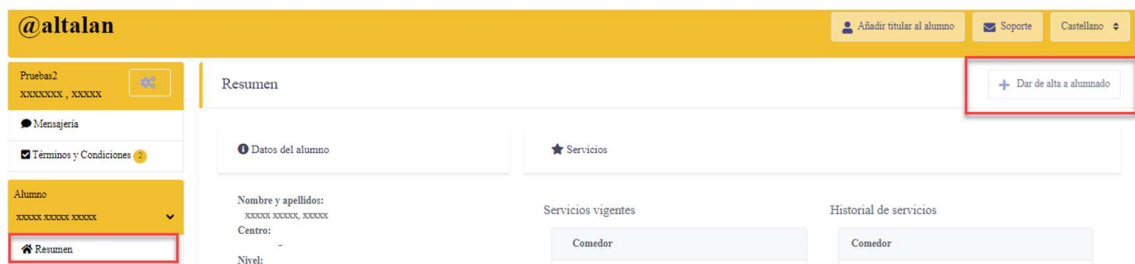 @altalan
Añadir titular al alumno
Soporte
Castellano
Pruebas2
xxxxxxx , xxxxx
Mensajería
Términos y Condiciones 2
Alumno
xxxxx xxxxx xxxxx
Resumen
Resumen
Dar de alta a alumnado
Datos del alumno
Servicios
Nombre y apellidos:
xxxxx xxxxx, xxxxx
Centro:
-
Nivel:
Servicios vigentes
Historial de servicios
Comedor
Comedor